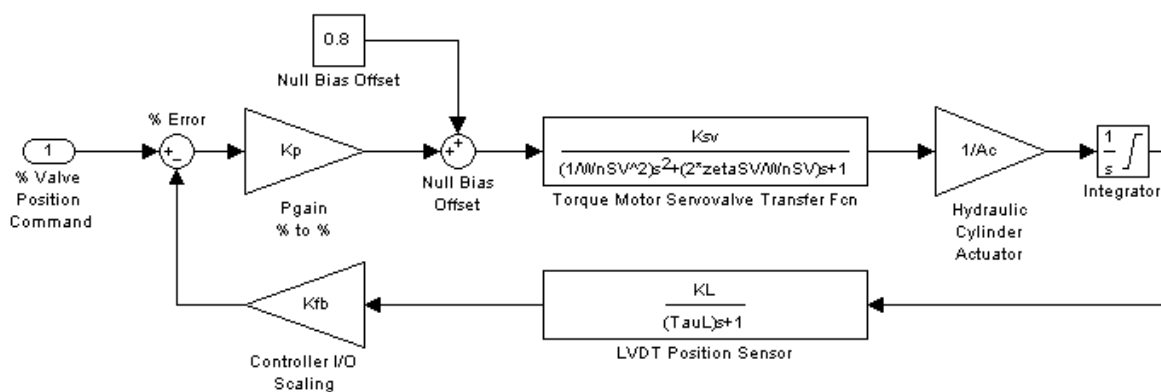 0.8
Null Bias Offset
% Error
1
% Valve
Position
Command
+
−
Kp
Pgain
% to %
+
+
Null Bias
Offset
Ksv
(1/WnSV^2)s2+(2*zetaSV/WnSV)s+1
Torque Motor Servovalve Transfer Fcn
1/Ac
Hydraulic
Cylinder
Actuator
1
s
Integrator
Kfb
Controller I/O
Scaling
KL
(TauL)s+1
LVDT Position Sensor